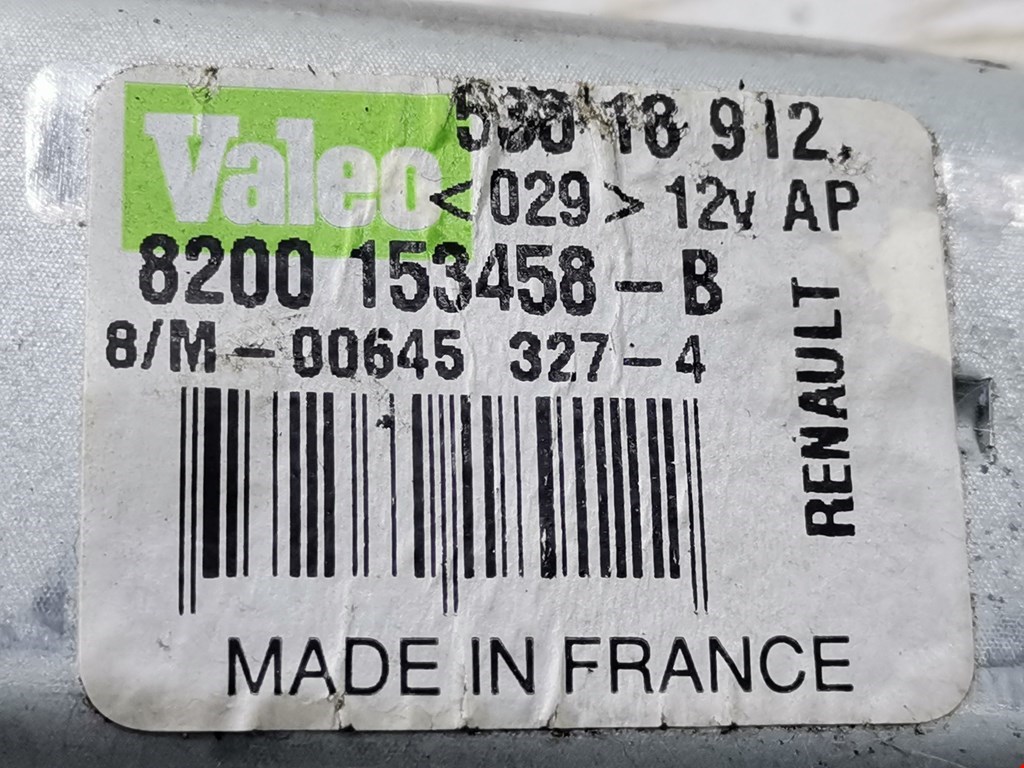 Valeo
18 912.
<029> 12v AP
8200 153458-B
8/M-00645 327-4
RENAULT
MADE IN FRANCE